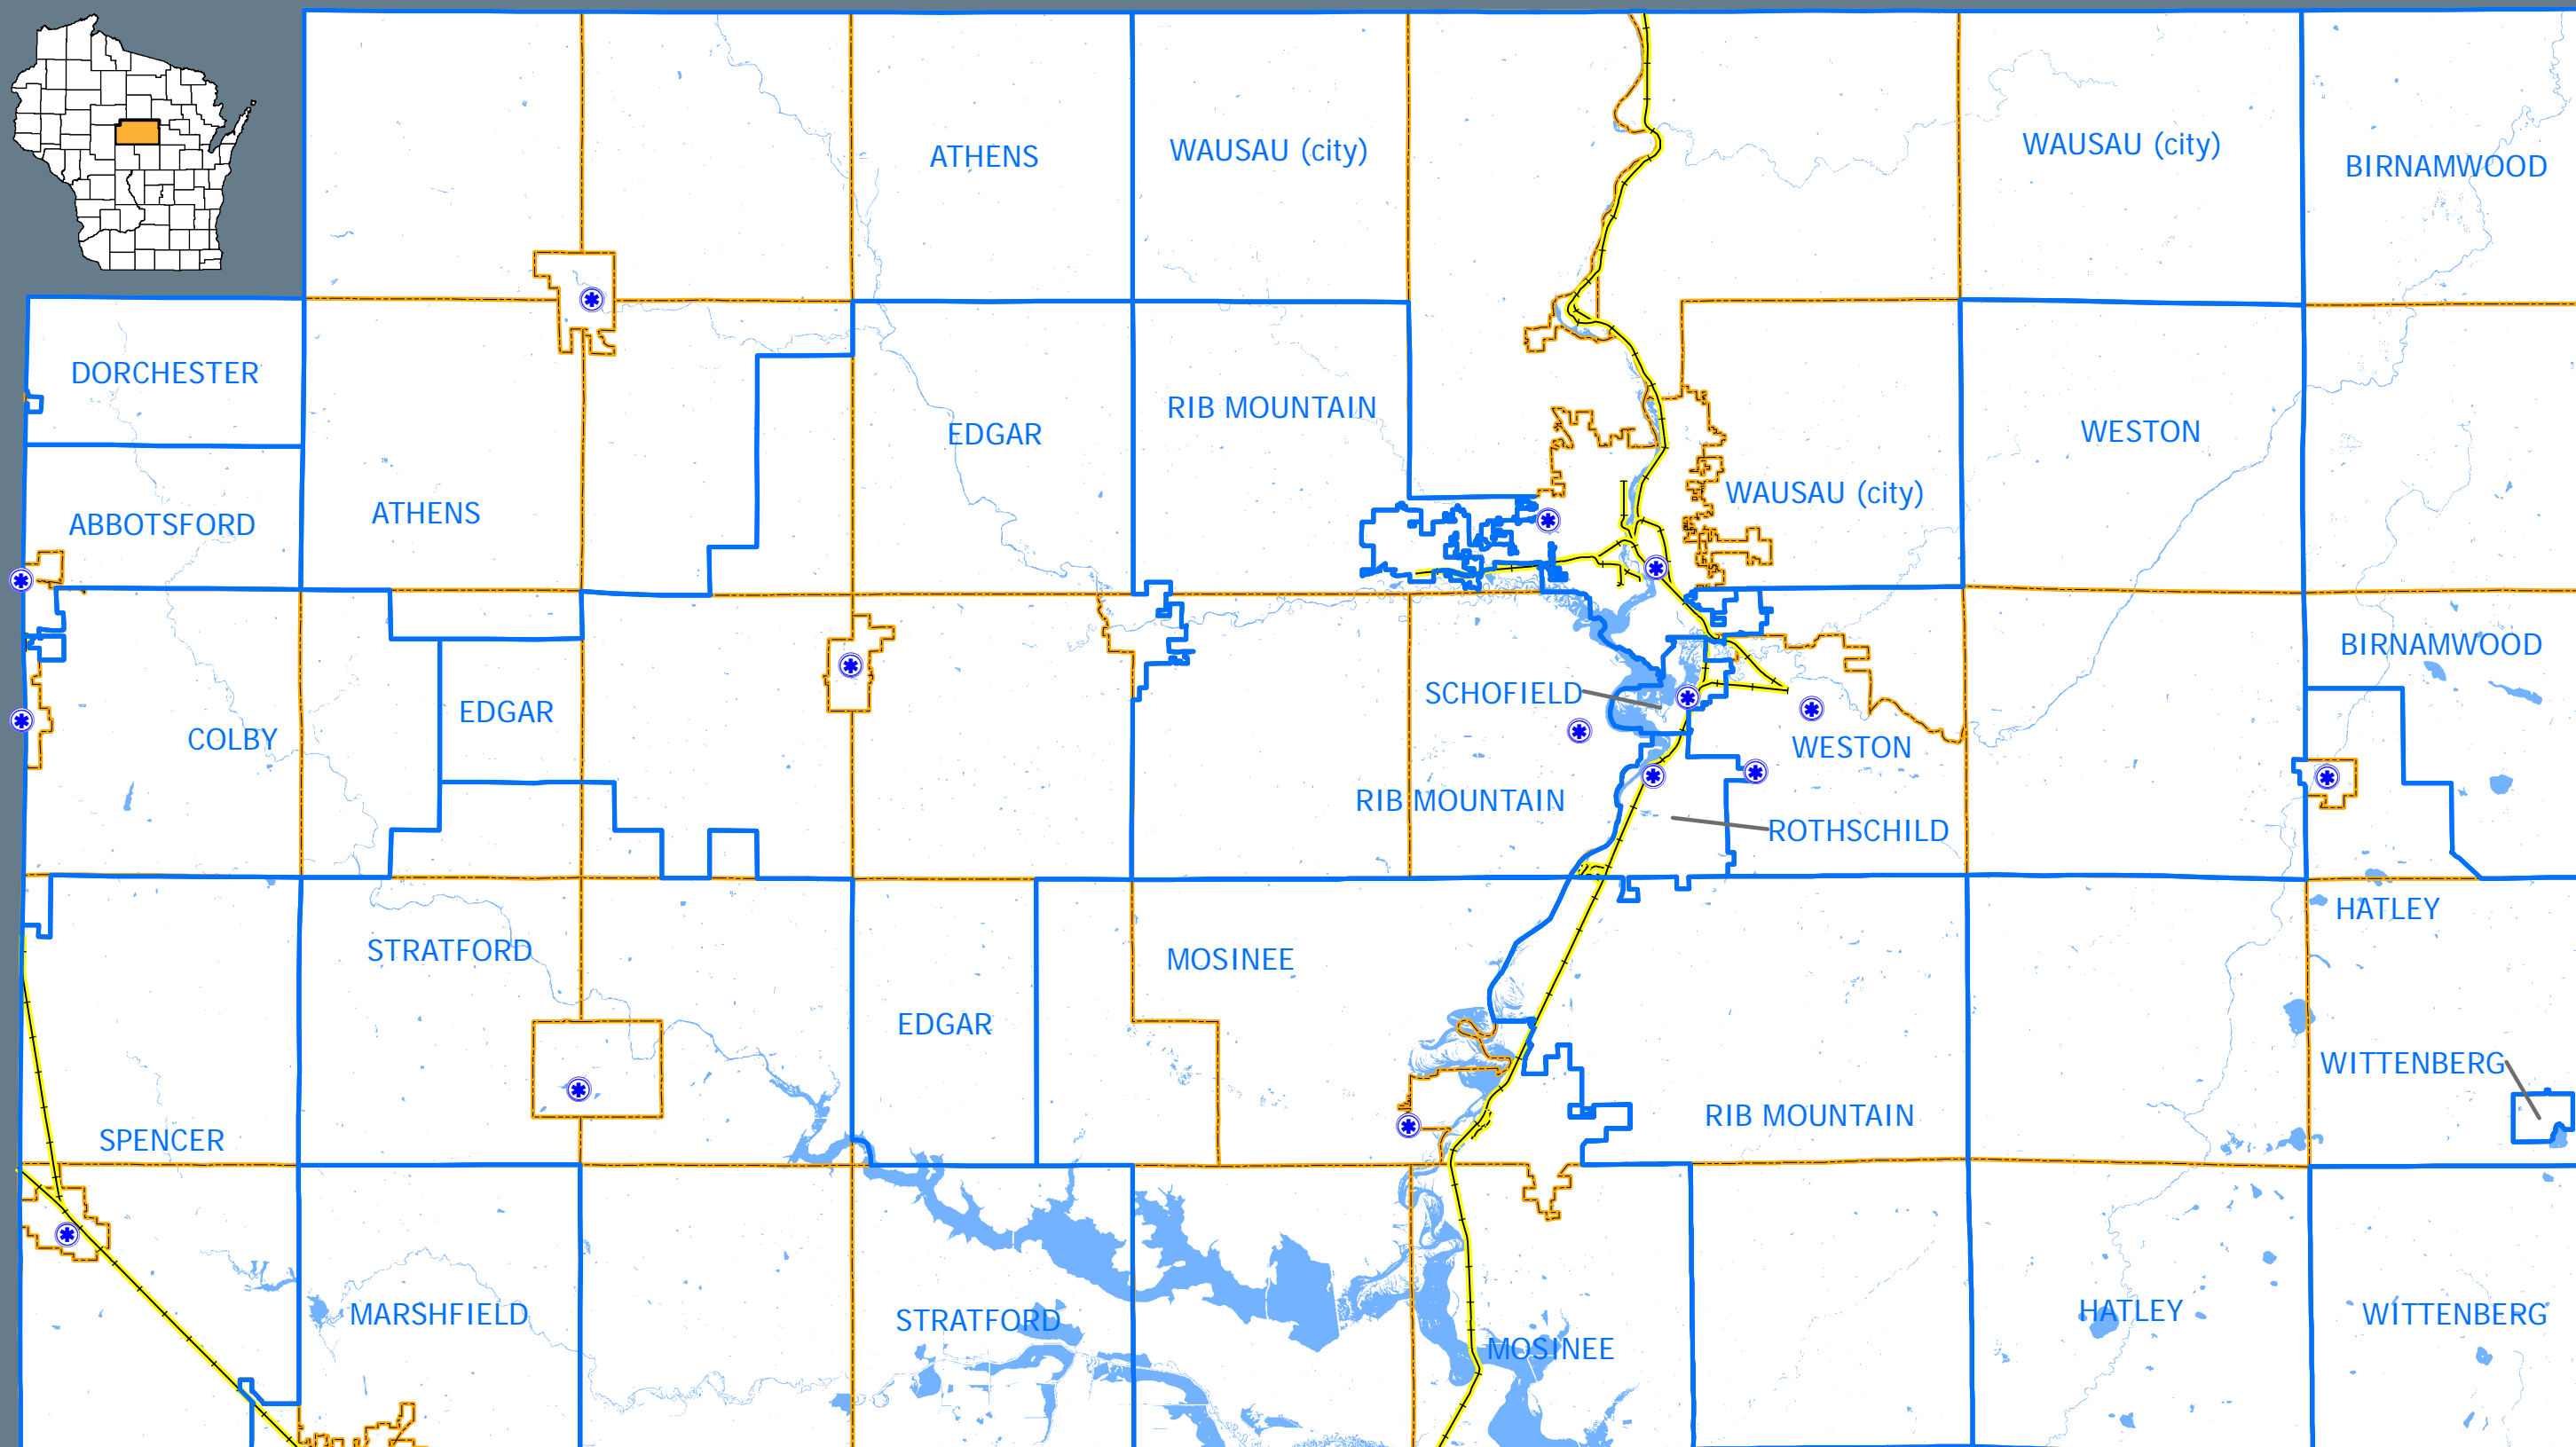 ATHENS
WAUSAU (city)
WAUSAU (city)
BIRNAMWOOD
DORCHESTER
RIB MOUNTAIN
EDGAR
WESTON
WAUSAU (city)
ATHENS
ABBOTSFORD
BIRNAMWOOD
SCHOFIELD
EDGAR
COLBY
WESTON
RIB MOUNTAIN
ROTHSCHILD
HATLEY
STRATFORD
MOSINEE
EDGAR
WITTENBERG
RIB MOUNTAIN
SPENCER
MARSHFIELD
HATLEY
WITTENBERG
STRATFORD
MOSINEE